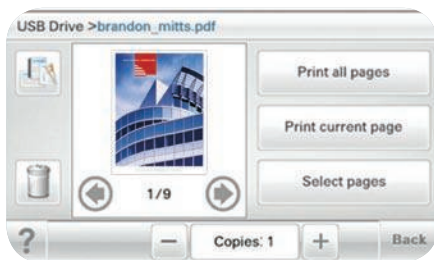 USB Drive >brandon_mitts.pdf
Print all pages
Print current page
1/9
Select pages
?
Copies: 1
Back